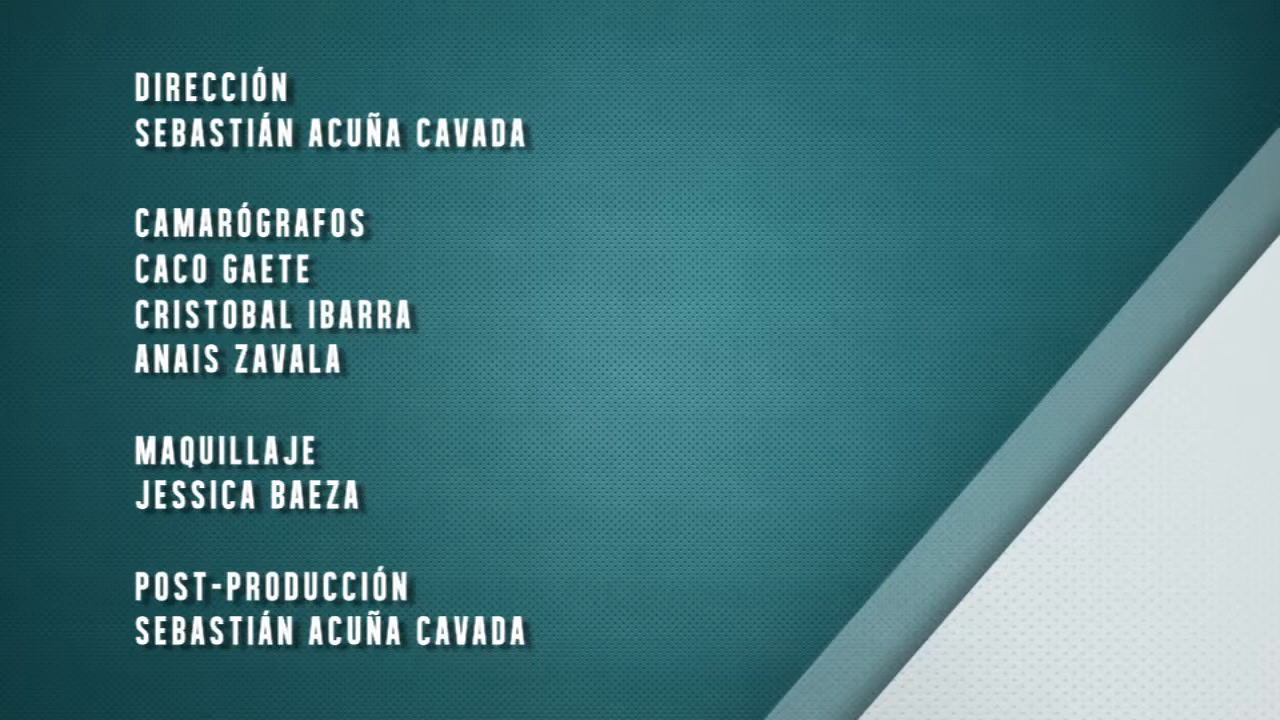 DIRECCIÓN
SEBASTIÁN ACUÑA CAVADA
CAMARÓGRAFOS
CACO GAETE
CRISTOBAL IBARRA
ANAIS ZAVALA
MAQUILLAJE
JESSICA BAEZA
POST-PRODUCCIÓN
SEBASTIÁN ACUÑA CAVADA